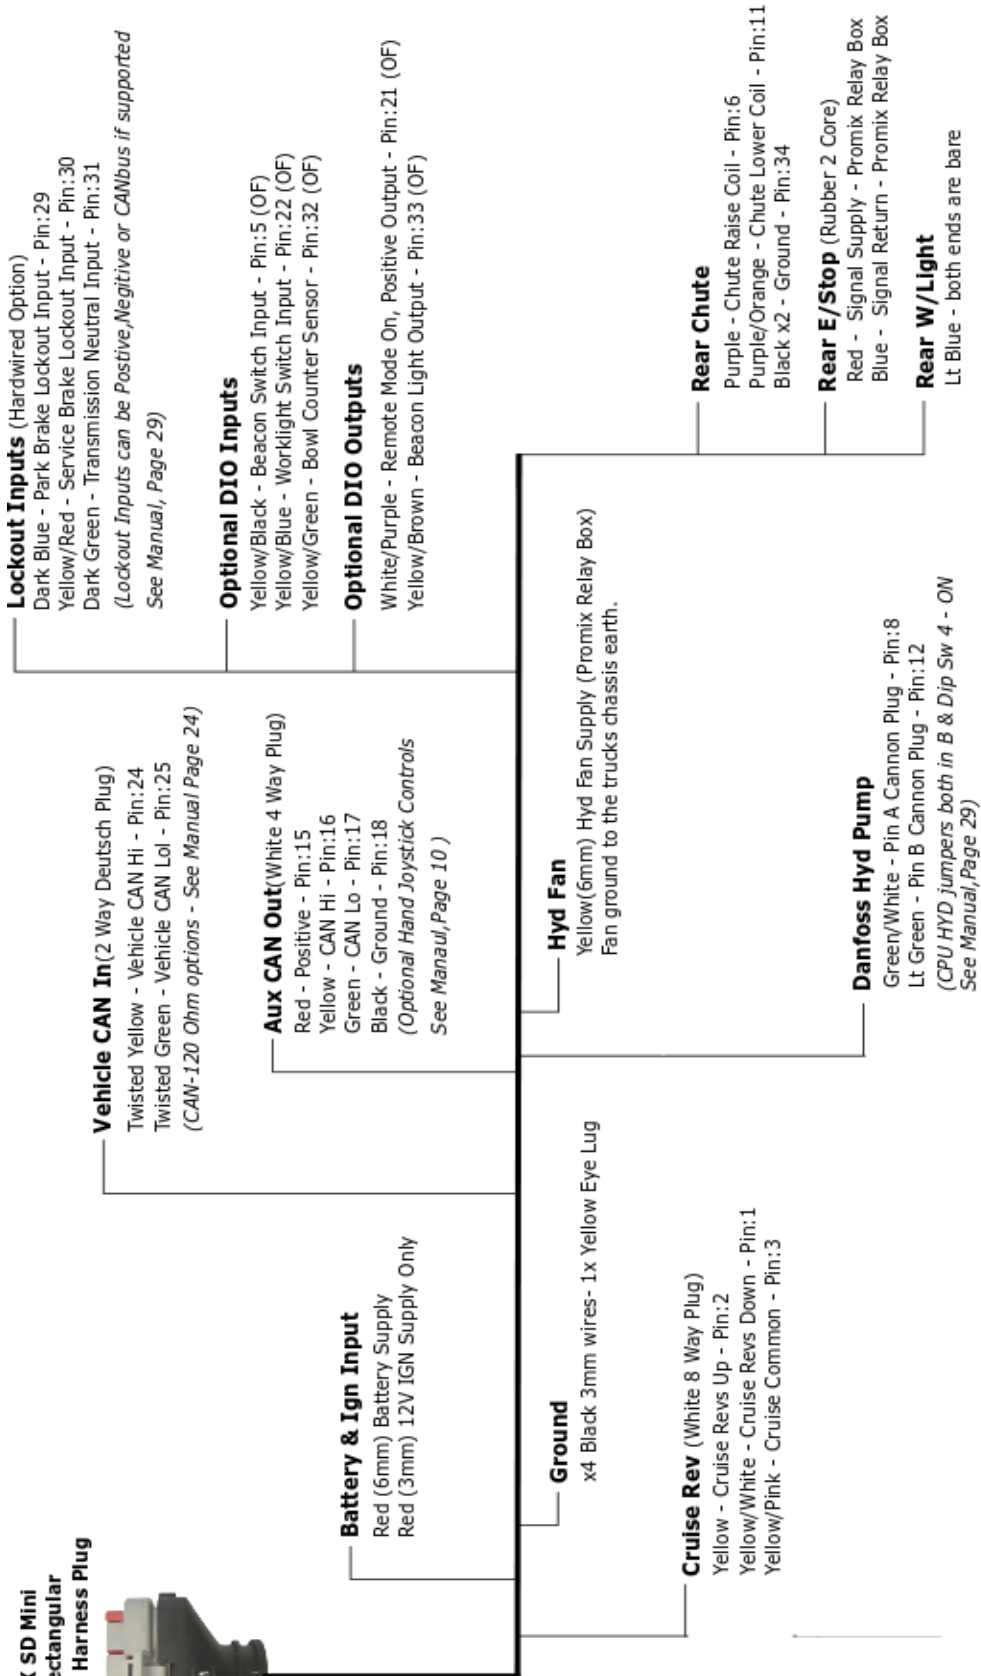 X SD Mini
ectangular
Harness Plug
Battery & Ign Input
Red (6mm) Battery Supply
Red (3mm) 12V IGN Supply Only
Vehicle CAN In(2 Way Deutsch Plug)
Twisted Yellow - Vehicle CAN Hi - Pin:24
Twisted Green - Vehicle CAN Lol - Pin:25
(CAN-120 Ohm options - See Manual Page 24)
Aux CAN Out(White 4 Way Plug)
Red - Positive - Pin:15
Yellow - CAN Hi - Pin:16
Green - CAN Lo - Pin:17
Black - Ground - Pin:18
(Optional Hand Joystick Controls
See Manaul,Page 10 )
Lockout Inputs (Hardwired Option)
Dark Blue - Park Brake Lockout Input - Pin:29
Yellow/Red - Service Brake Lockout Input - Pin:30
Dark Green - Transmission Neutral Input - Pin:31
(Lockout Inputs can be Postive,Negitive or CANbus if supported
See Manual, Page 29)
Optional DIO Inputs
Yellow/Black - Beacon Switch Input - Pin:5 (OF)
Yellow/Blue - Worklight Switch Input - Pin:22 (OF)
Yellow/Green - Bowl Counter Sensor - Pin:32 (OF)
Optional DIO Outputs
White/Purple - Remote Mode On, Positive Output - Pin:21 (OF)
Yellow/Brown - Beacon Light Output - Pin:33 (OF)
Ground
x4 Black 3mm wires- 1x Yellow Eye Lug
Cruise Rev (White 8 Way Plug)
Yellow - Cruise Revs Up - Pin:2
Yellow/White - Cruise Revs Down - Pin:1
Yellow/Pink - Cruise Common - Pin:3
Hyd Fan
Yellow(6mm) Hyd Fan Supply (Promix Relay Box)
Fan ground to the trucks chassis earth.
Danfoss Hyd Pump
Green/White - Pin A Cannon Plug - Pin:8
Lt Green - Pin B Cannon Plug - Pin:12
(CPU HYD jumpers both in B & Dip Sw 4 - ON
See Manual,Page 29)
Rear Chute
Purple - Chute Raise Coil - Pin:6
Purple/Orange - Chute Lower Coil - Pin:11
Black x2 - Ground - Pin:34
Rear E/Stop (Rubber 2 Core)
Red - Signal Supply - Promix Relay Box
Blue - Signal Return - Promix Relay Box
Rear W/Light
Lt Blue - both ends are bare